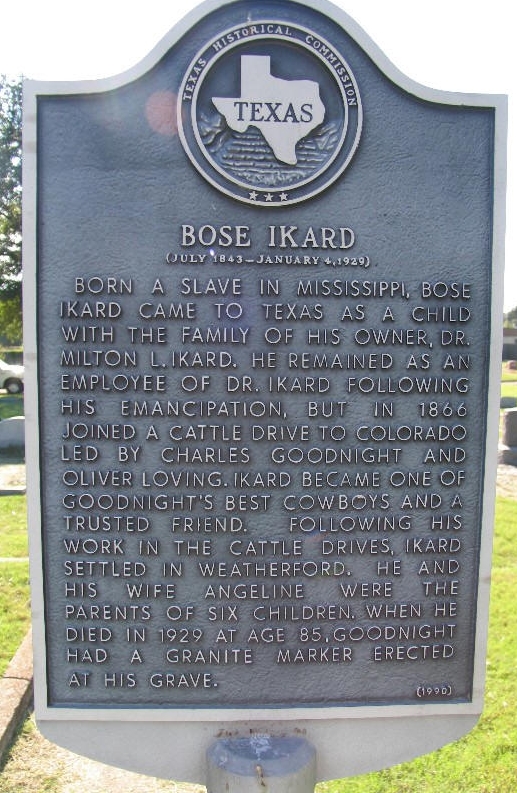 TEXAS HISTORICAL COMMISSION
TEXAS
BOSE IKARD
(JULY 1843 – JANUARY 4, 1929)
BORN A SLAVE IN MISSISSIPPI, BOSE
IKARD CAME TO TEXAS AS A CHILD
WITH THE FAMILY OF HIS OWNER, DR.
MILTON L. IKARD. HE REMAINED AS AN
EMPLOYEE OF DR. IKARD FOLLOWING
HIS EMANCIPATION, BUT IN 1866
JOINED A CATTLE DRIVE TO COLORADO
LED BY CHARLES GOODNIGHT AND
OLIVER LOVING. IKARD BECAME ONE OF
GOODNIGHT'S BEST COWBOYS AND A
TRUSTED FRIEND. FOLLOWING HIS
WORK IN THE CATTLE DRIVES, IKARD
SETTLED IN WEATHERFORD. HE AND
HIS WIFE ANGELINE WERE THE
PARENTS OF SIX CHILDREN. WHEN HE
DIED IN 1929 AT AGE 85, GOODNIGHT
HAD A GRANITE MARKER ERECTED
AT HIS GRAVE.
(1990)